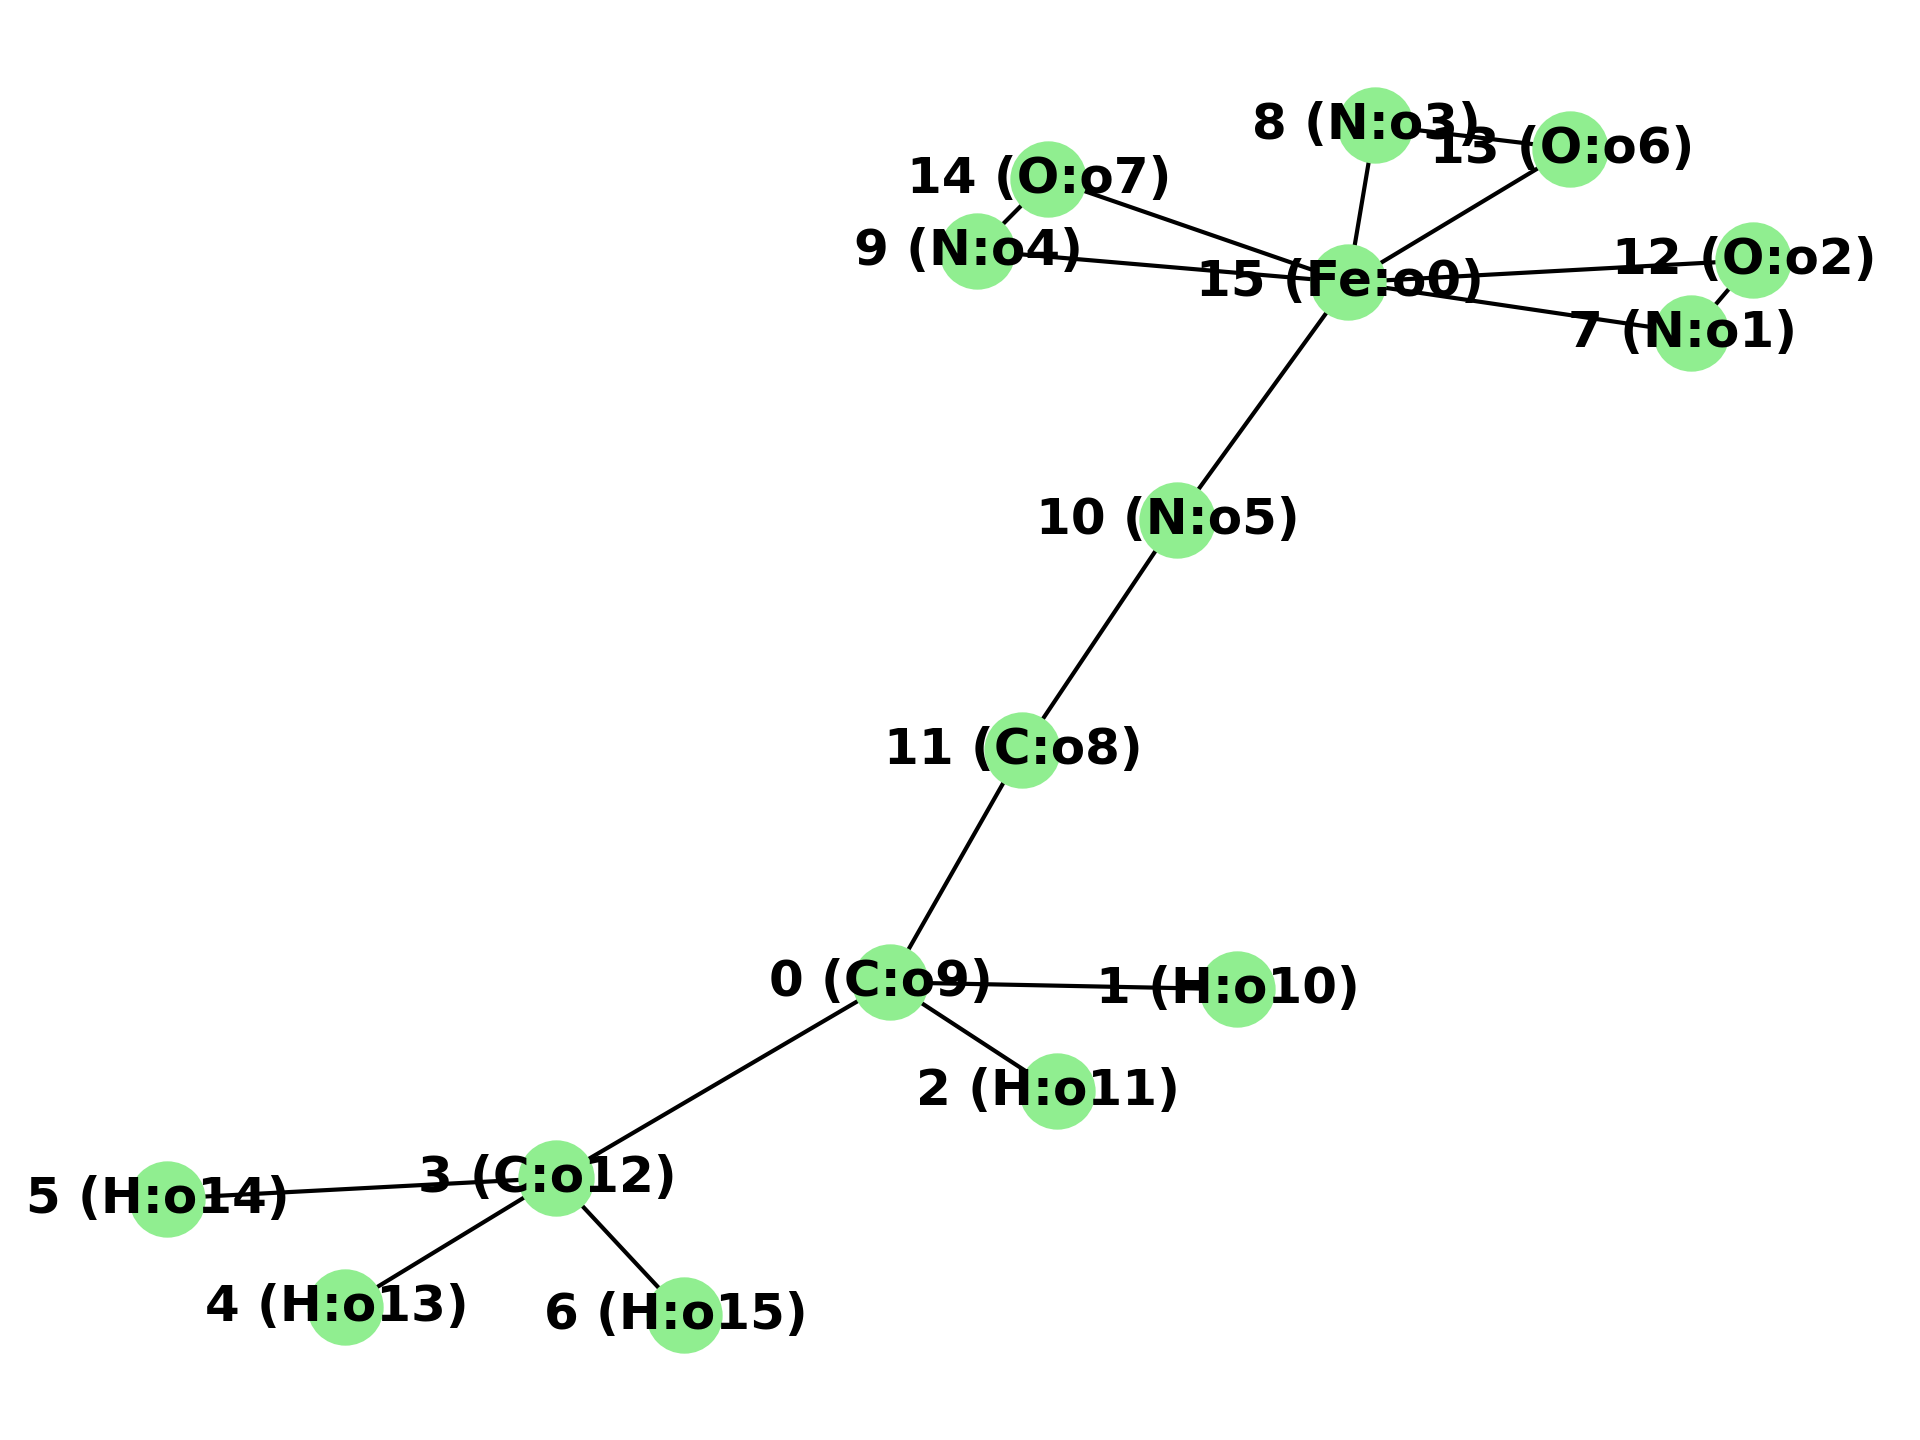 8 (N:o3)
13 (O:o6)
14 (O:o7)
9 (N:o4)
12 (O:o2)
15 (Fe:o0)
7 (N:o1)
10 (N:o5)
11 (C:o8)
0 (C:o9)
1 (H:o10)
2 (H:o11)
3 (C:o12)
5 (H:o14)
4 (H:o13)
6 (H:o15)